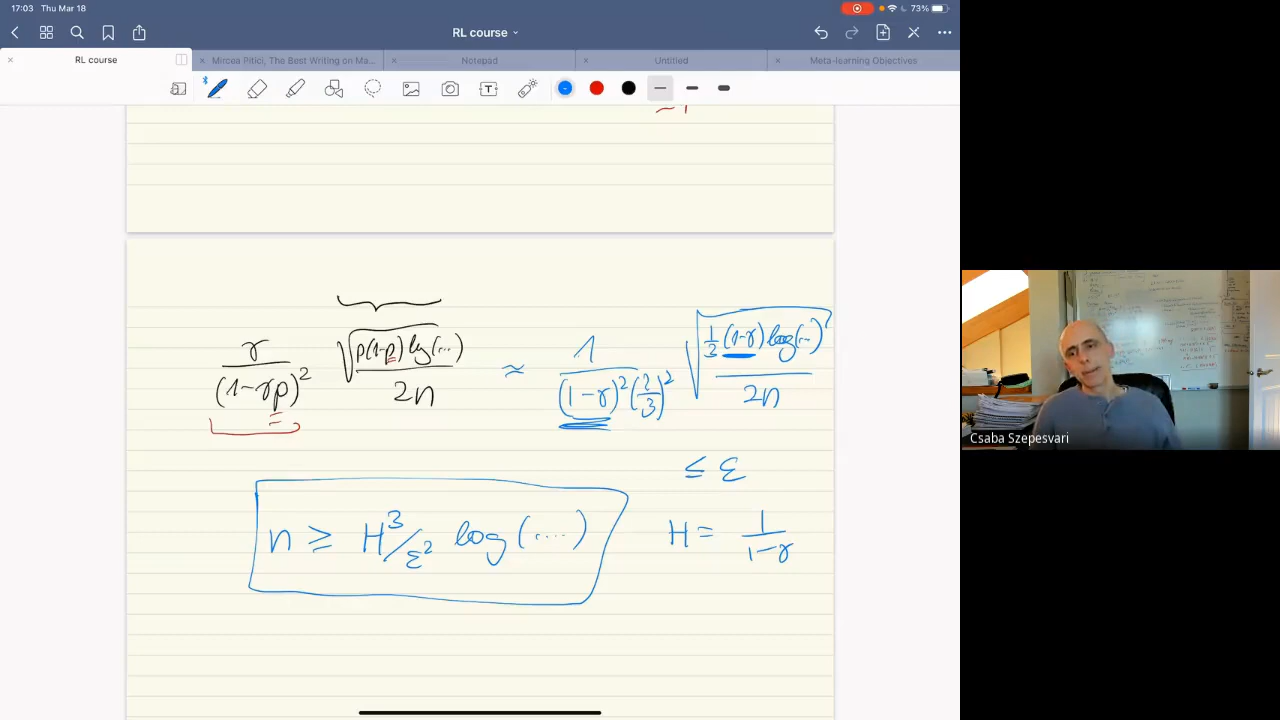 17:03 Thu Mar 18
73%
RL course
RL course
Mircea Pitici, The Best Writing on Ma...
Notepad
Untitled
Meta-learning Objectives
T
γ/(1-γp)² √(p(1-p) log(...)/2n) ≈ 1/((1-γ)²(2/3)²) √(1/3 (1-γ) log(...)/2n)
≤ ε
n ≥ H³/ε² log(....)
H = 1/(1-γ)
Csaba Szepesvari